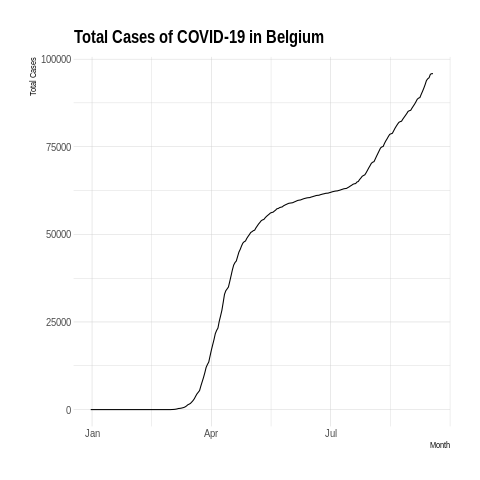 Total Cases of COVID-19 in Belgium
Total Cases
100000
75000
50000
25000
0
Jan Apr Jul
Month